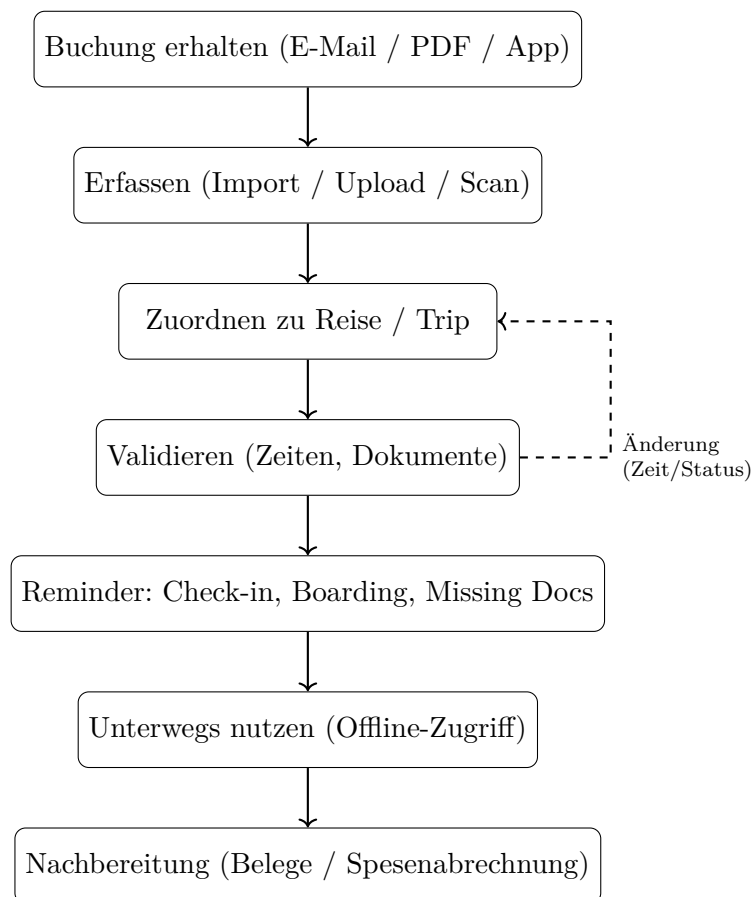 Buchung erhalten (E-Mail / PDF / App)
Erfassen (Import / Upload / Scan)
Zuordnen zu Reise / Trip
Validieren (Zeiten, Dokumente)
Änderung
(Zeit/Status)
Reminder: Check-in, Boarding, Missing Docs
Unterwegs nutzen (Offline-Zugriff)
Nachbereitung (Belege / Spesenabrechnung)